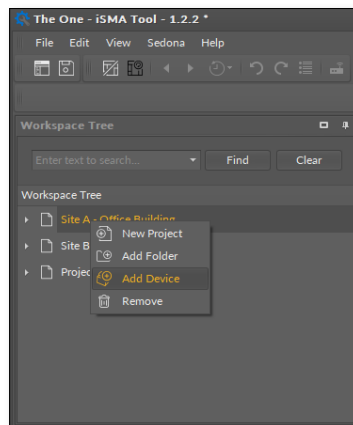 The One - iSMA Tool - 1.2.2 *
File Edit View Sedona Help
Workspace Tree
Enter text to search... Find Clear
Workspace Tree
Site A - Office Building
New Project
Site B
Add Folder
Add Device
Remove